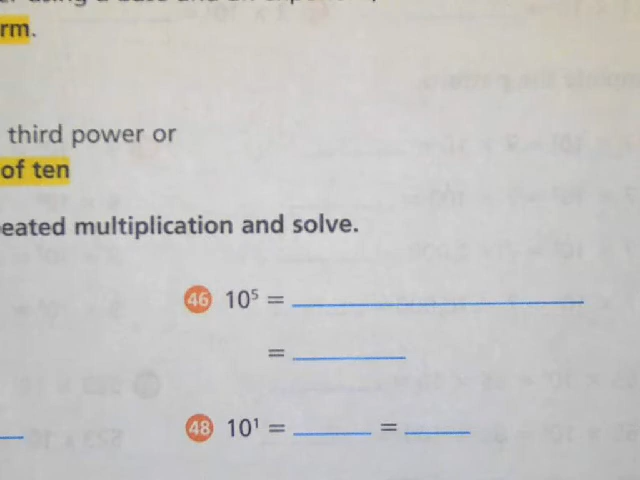 rm.
third power or
of ten
eated multiplication and solve.
46 10⁵ =
=
48 10¹ = =